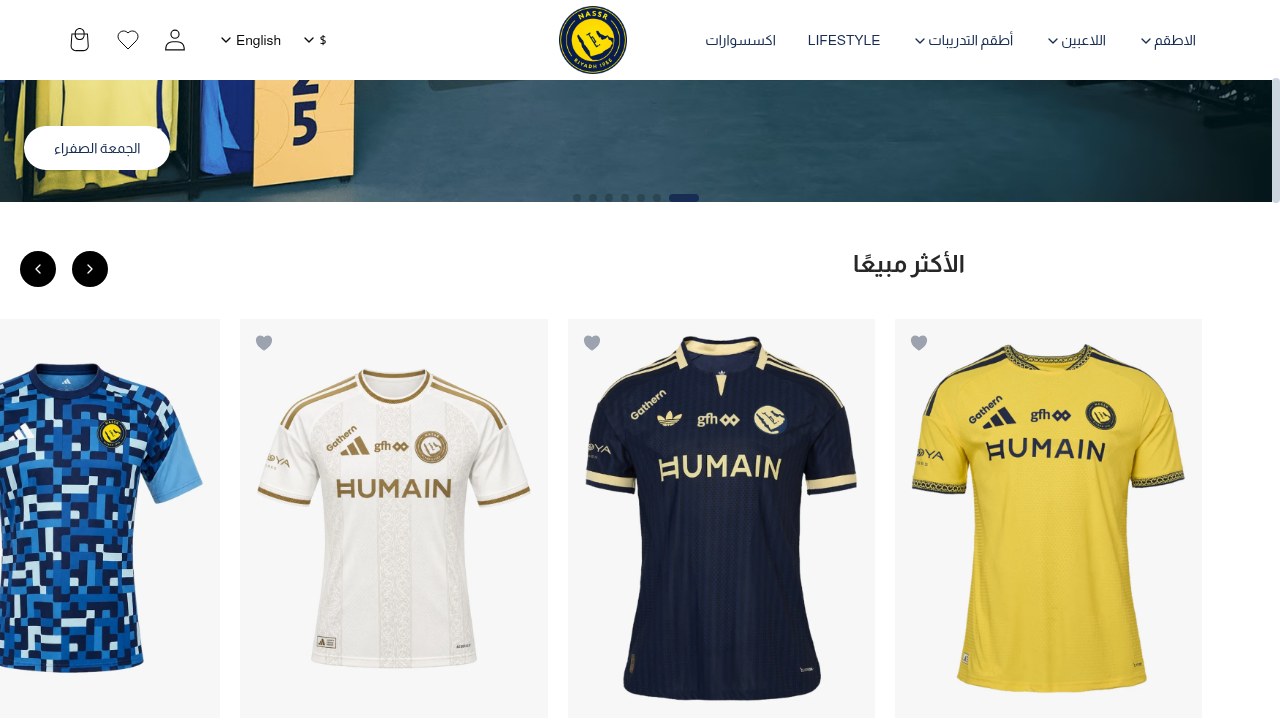 الاطقم
اللاعبين
أطقم التدريبات
LIFESTYLE
اكسسوارات
NASSR
RIYADH 1955
$
English
25
الجمعة الصفراء
الأكثر مبيعًا
Gathern
gfh
HUMAIN
Gathern
gfh
HUMAIN
Gathern
gfh
HUMAIN